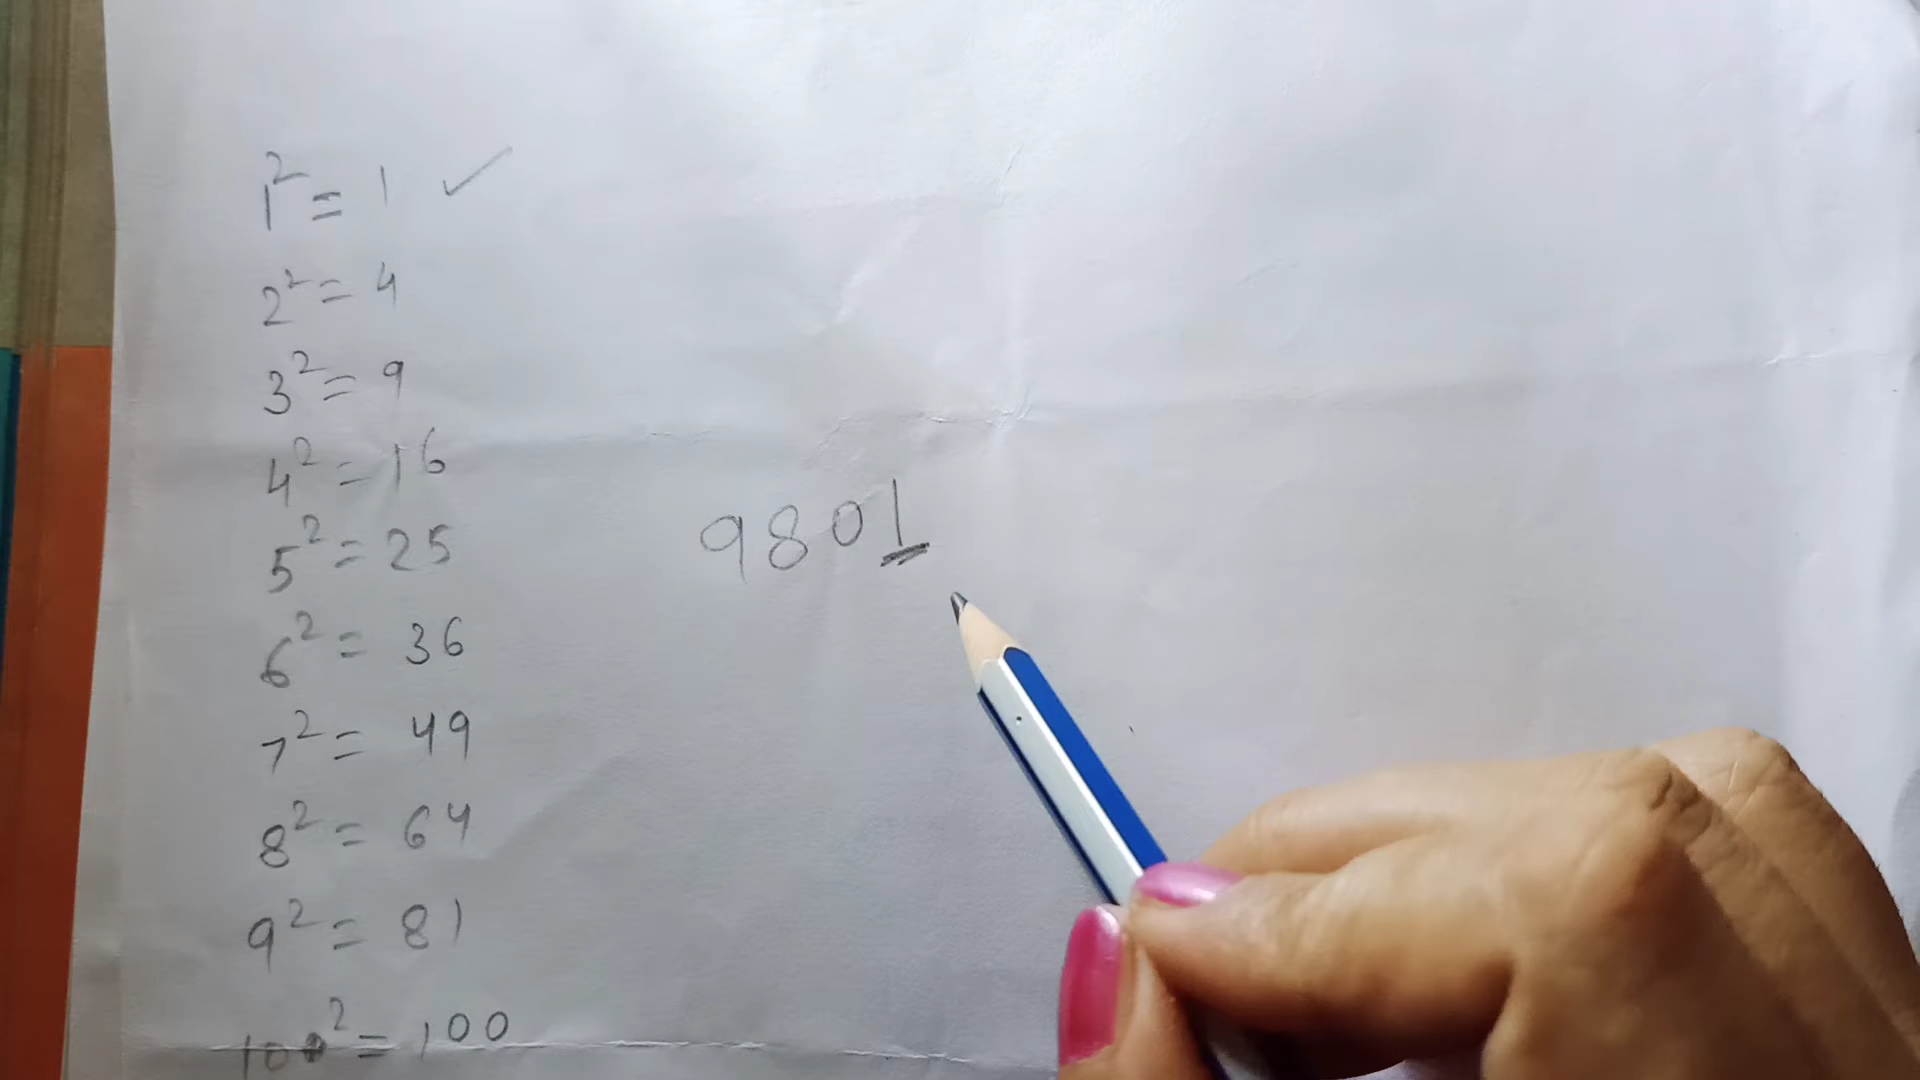 1² = 1 ✓
2² = 4
3² = 9
4² = 16
5² = 25
9801
6² = 36
7² = 49
8² = 64
9² = 81
10² = 100